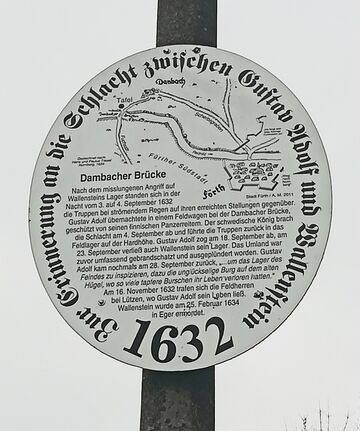 Zur Erinnerung an die Schlacht zwischen Gustav Adolf und Wallenstein
Dambach
Tafel
Fürther Südstadt
Fürth
Stadt Fürth / A. M. 2011
Dambacher Brücke
Nach dem misslungenen Angriff auf
Wallensteins Lager standen sich in der
Nacht vom 3. auf 4. September 1632
die Truppen bei strömendem Regen auf ihren erreichten Stellungen gegenüber.
Gustav Adolf übernachtete in einem Feldwagen bei der Dambacher Brücke,
geschützt von seinen finnischen Panzerreitern. Der schwedische König brach
die Schlacht am 4. September ab und führte die Truppen zurück in das
Feldlager auf der Hardhöhe. Gustav Adolf zog am 18. September ab, am
23. September verließ auch Wallenstein sein Lager. Das Umland war
zuvor umfassend gebrandschatzt und ausgeplündert worden. Gustav
Adolf kam nochmals am 28. September zurück, „...um das Lager des
Feindes zu inspizieren, dazu die unglückselige Burg auf dem alten
Hügel, wo so viele tapfere Burschen ihr Leben verloren hatten.“
Am 16. November 1632 trafen sich die Feldherren
bei Lützen, wo Gustav Adolf sein Leben ließ.
Wallenstein wurde am 25. Februar 1634
in Eger ermordet.
1632